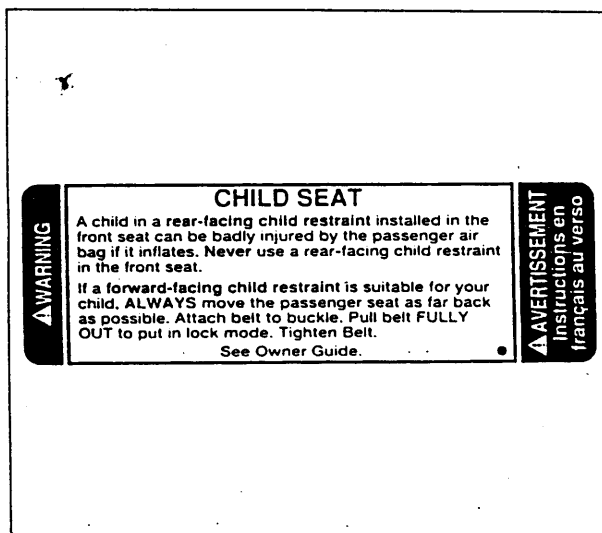 WARNING
CHILD SEAT
A child in a rear-facing child restraint installed in the
front seat can be badly injured by the passenger air
bag if it inflates. Never use a rear-facing child restraint
in the front seat.
If a forward-facing child restraint is suitable for your
child, ALWAYS move the passenger seat as far back
as possible. Attach belt to buckle. Pull belt FULLY
OUT to put in lock mode. Tighten Belt.
See Owner Guide.
AVERTISSEMENT
Instructions en
français au verso